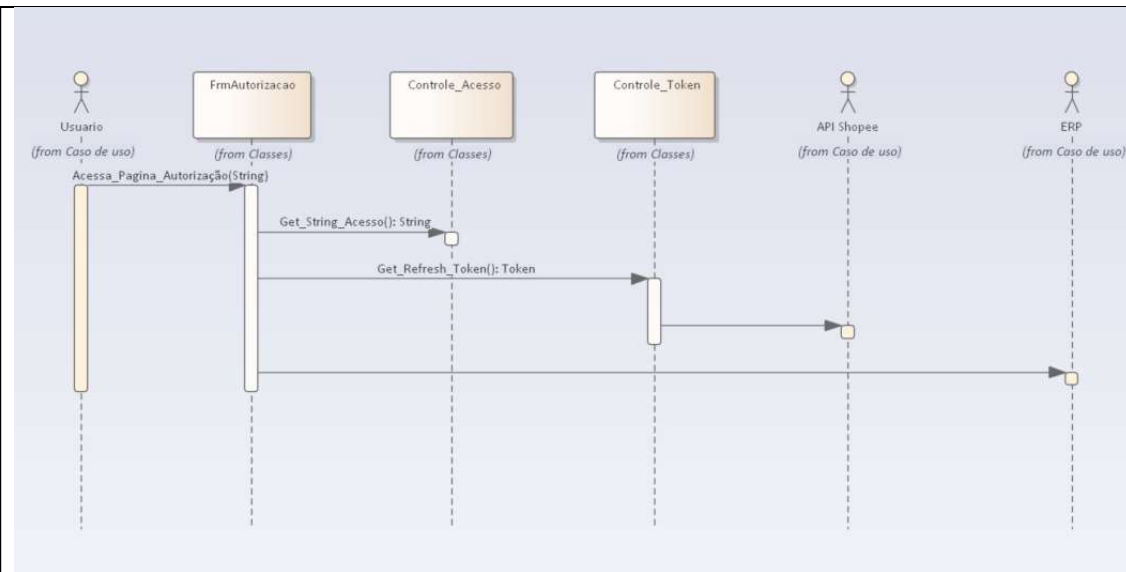 FrmAutorizacao
Controle_Acesso
Controle_Token
Usuario
API Shopee
ERP
(from Caso de uso)
(from Classes)
(from Classes)
(from Classes)
(from Caso de uso)
(from Caso de uso)
Acessa_Pagina_Autorização(String)
Get_String_Acesso(): String
Get_Refresh_Token(): Token